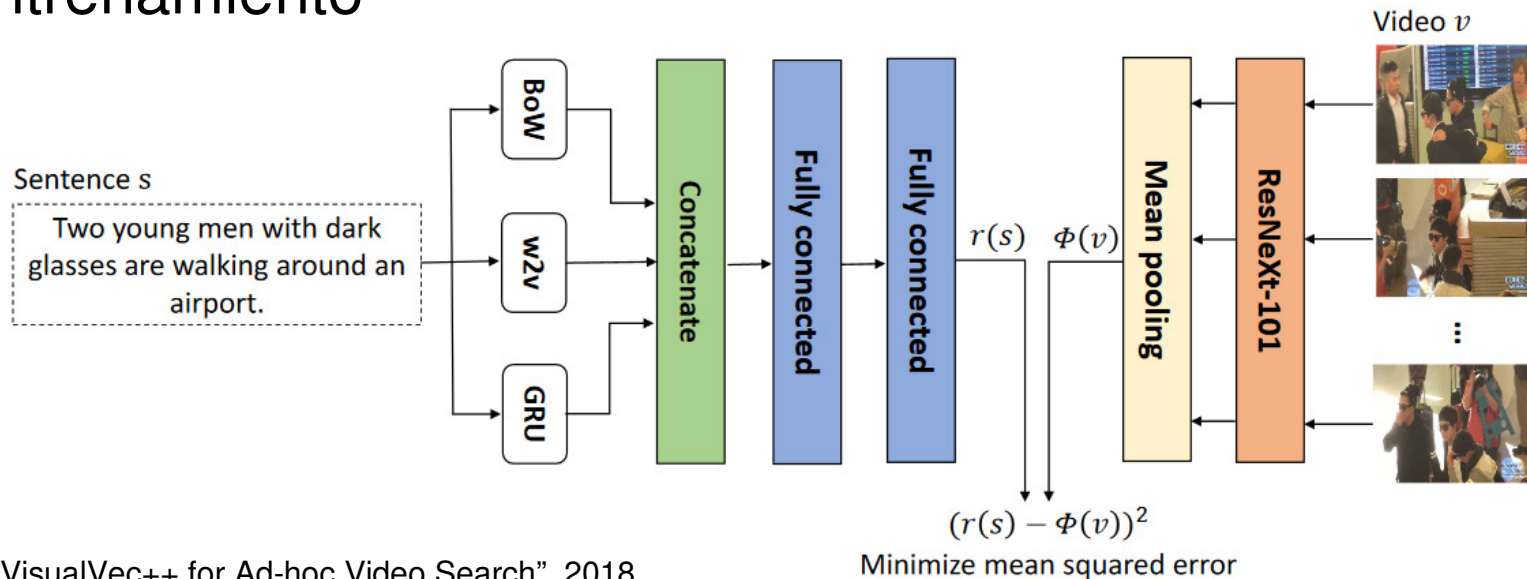 Video v
Sentence s
Two young men with dark
glasses are walking around an
airport.
BoW
w2v
GRU
Concatenate
Fully connected
Fully connected
r(s)
Φ(v)
Mean pooling
ResNeXt-101
...
(r(s) − Φ(v))²
Minimize mean squared error
VisualVec++ for Ad-hoc Video Search”, 2018